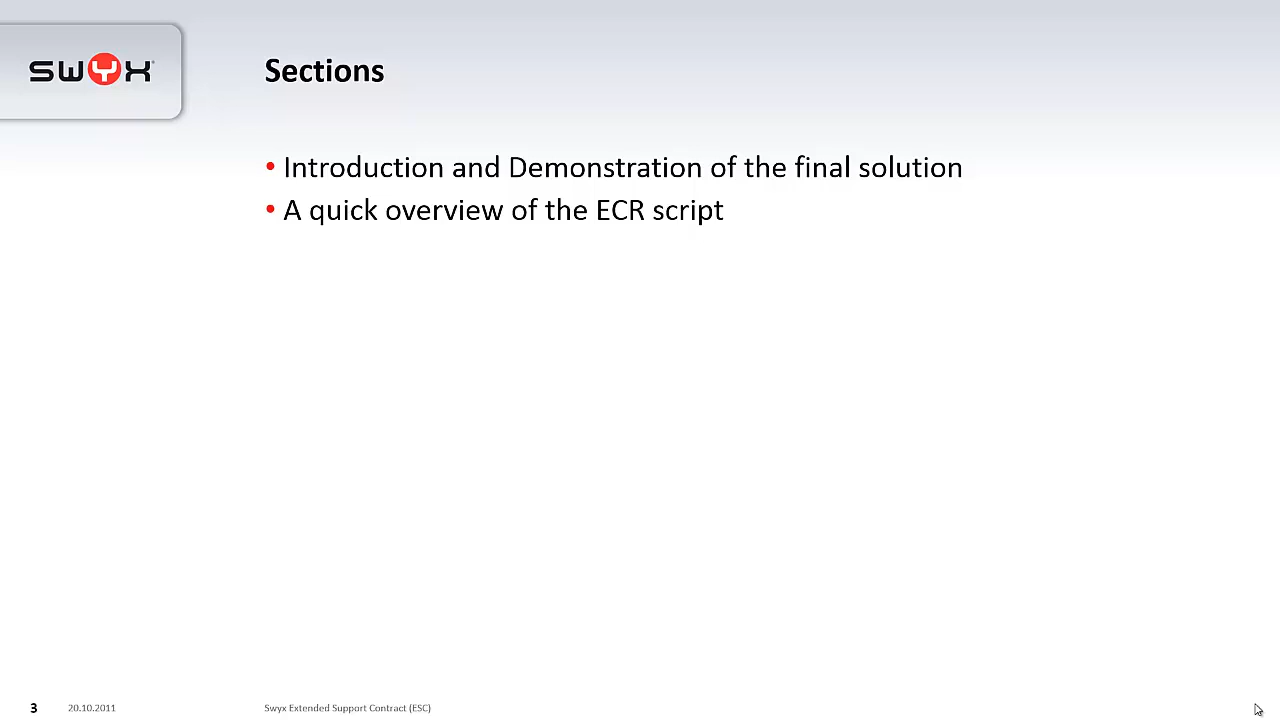 swyx
Sections
• Introduction and Demonstration of the final solution
• A quick overview of the ECR script
3 20.10.2011 Swyx Extended Support Contract (ESC)